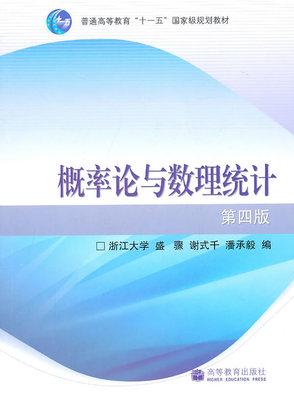 普通高等教育“十一五”国家级规划教材
概率论与数理统计
第四版
□ 浙江大学 盛 骤 谢式千 潘承毅 编
高等教育出版社
HIGHER EDUCATION PRESS